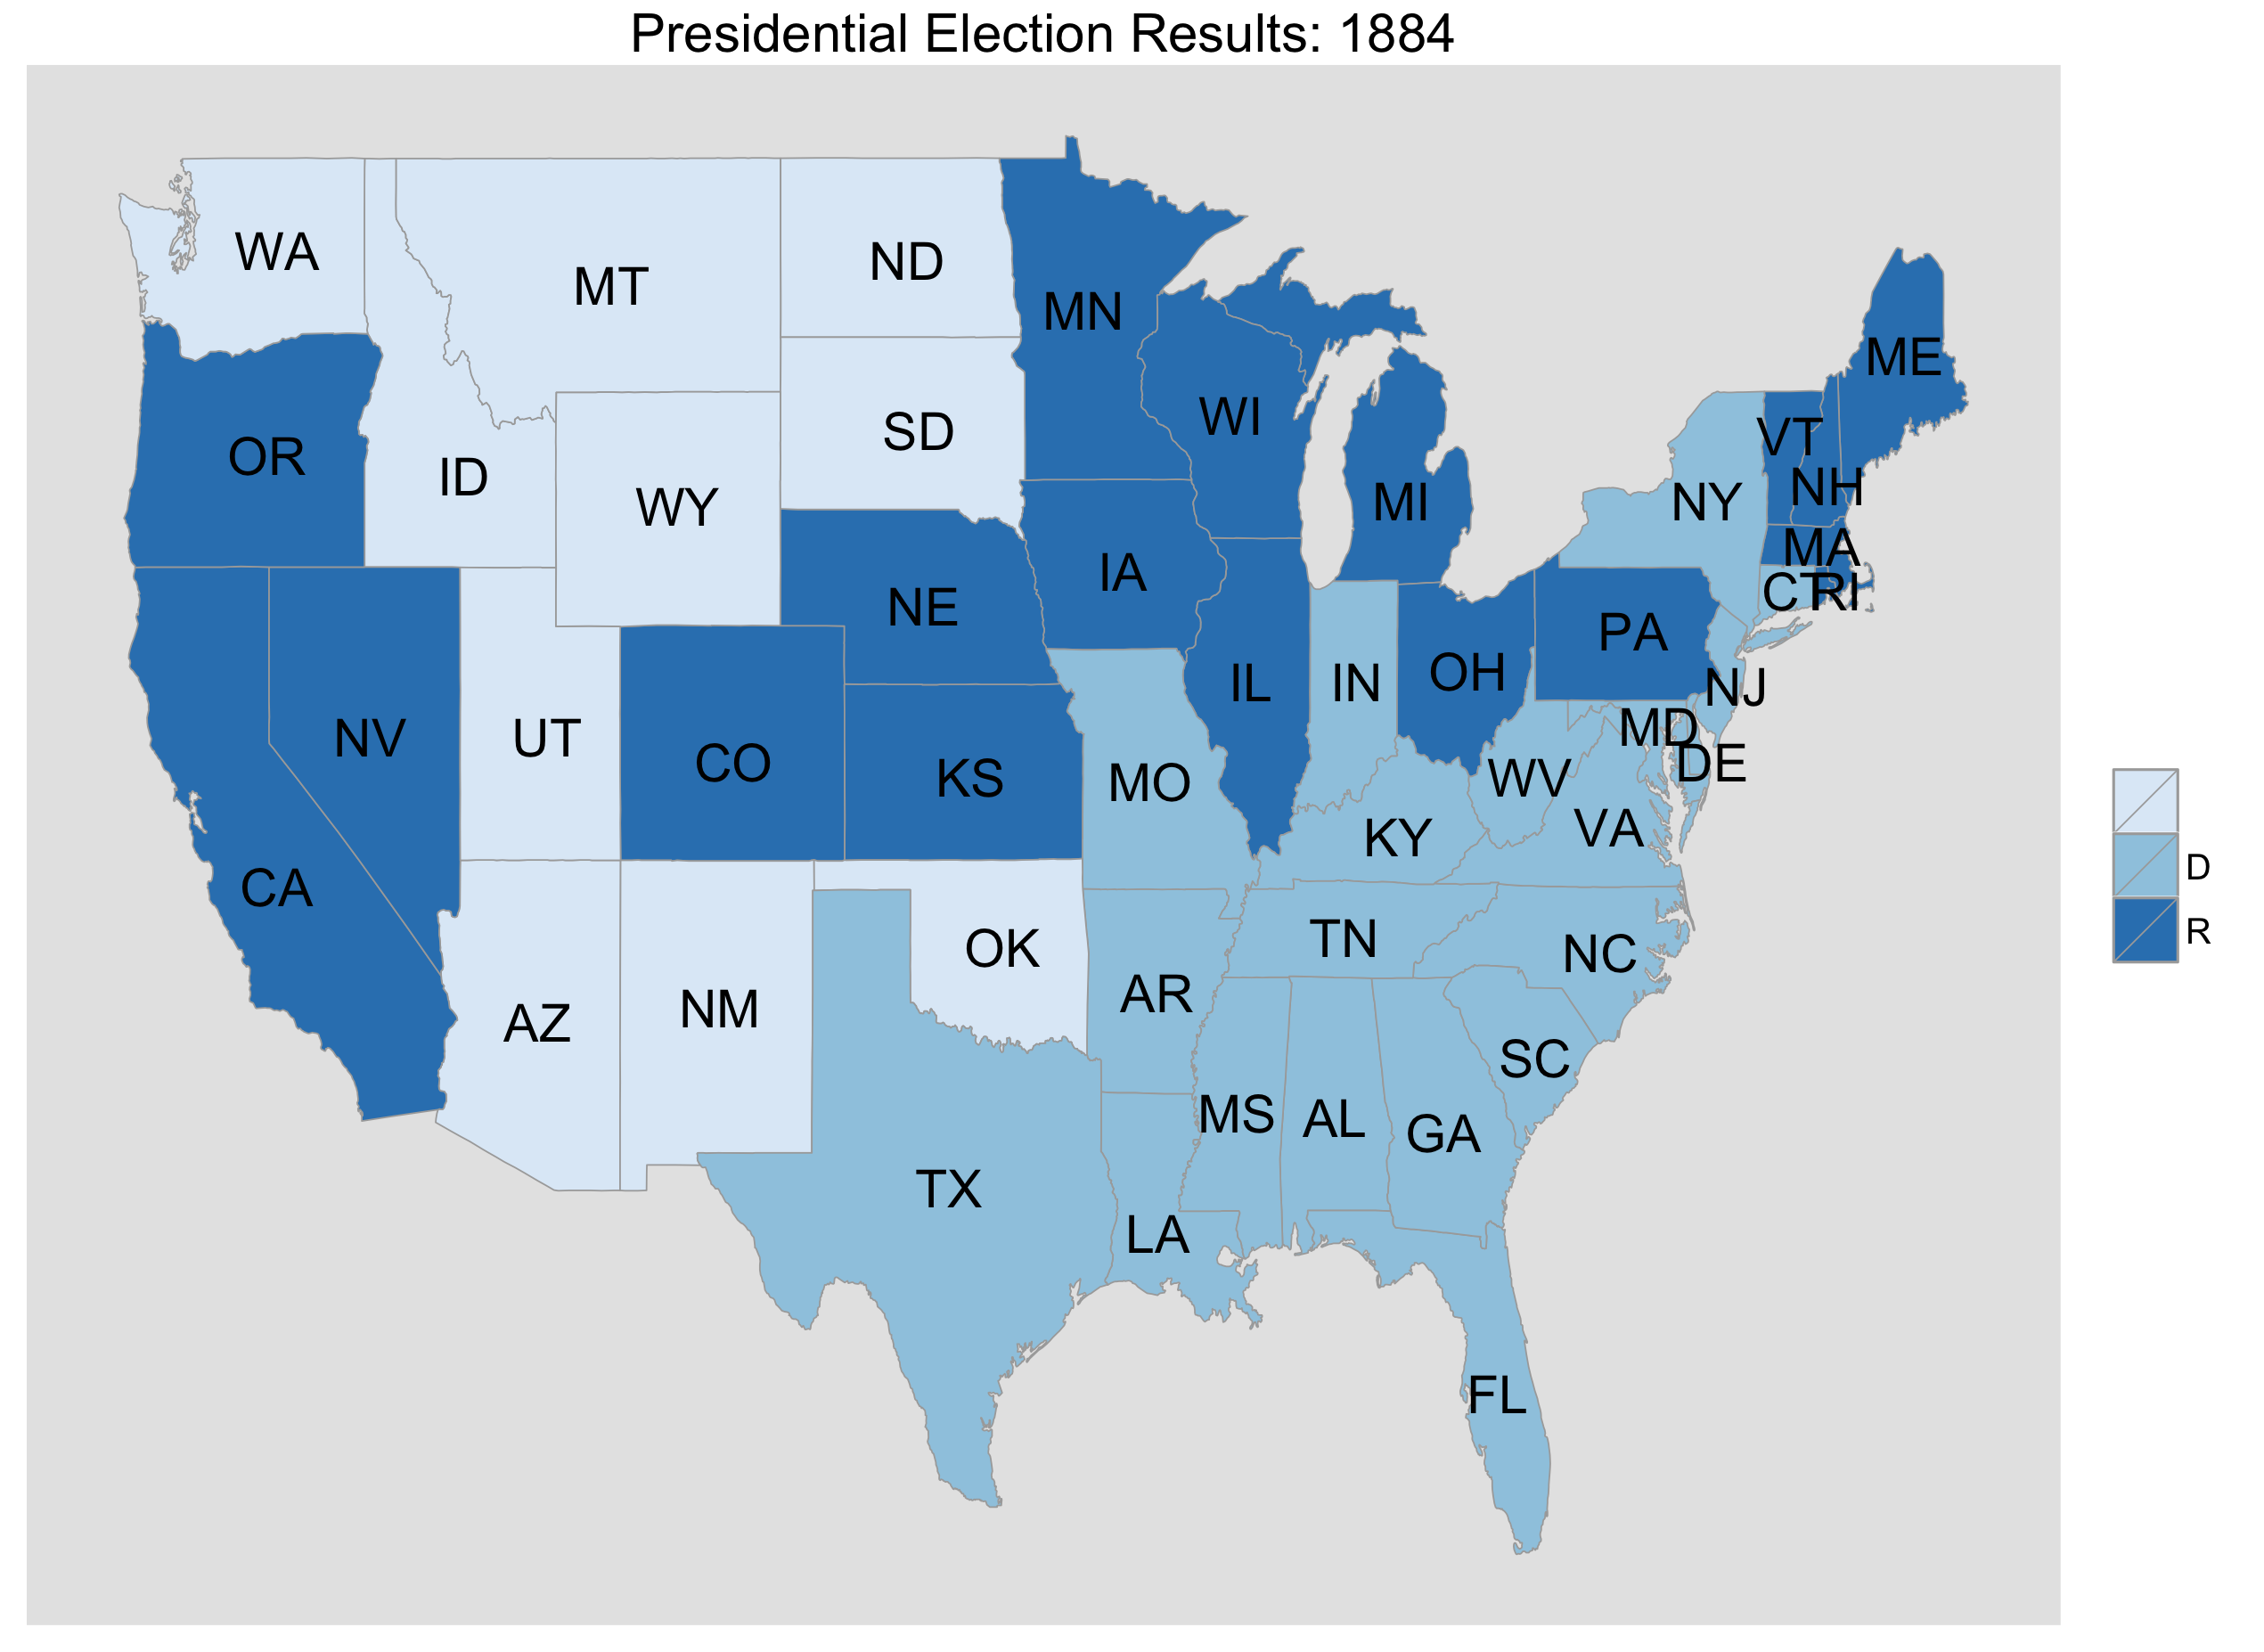 Presidential Election Results: 1884
WA
MT
ND
MN
ME
OR
ID
SD
WI
VT
WY
MI
NY
NH
MA
IA
NE
CT
RI
PA
NV
UT
CO
KS
IL
IN
OH
NJ
MD
DE
MO
WV
KY
VA
D
CA
TN
NC
R
OK
AZ
NM
AR
SC
MS
AL
GA
TX
LA
FL